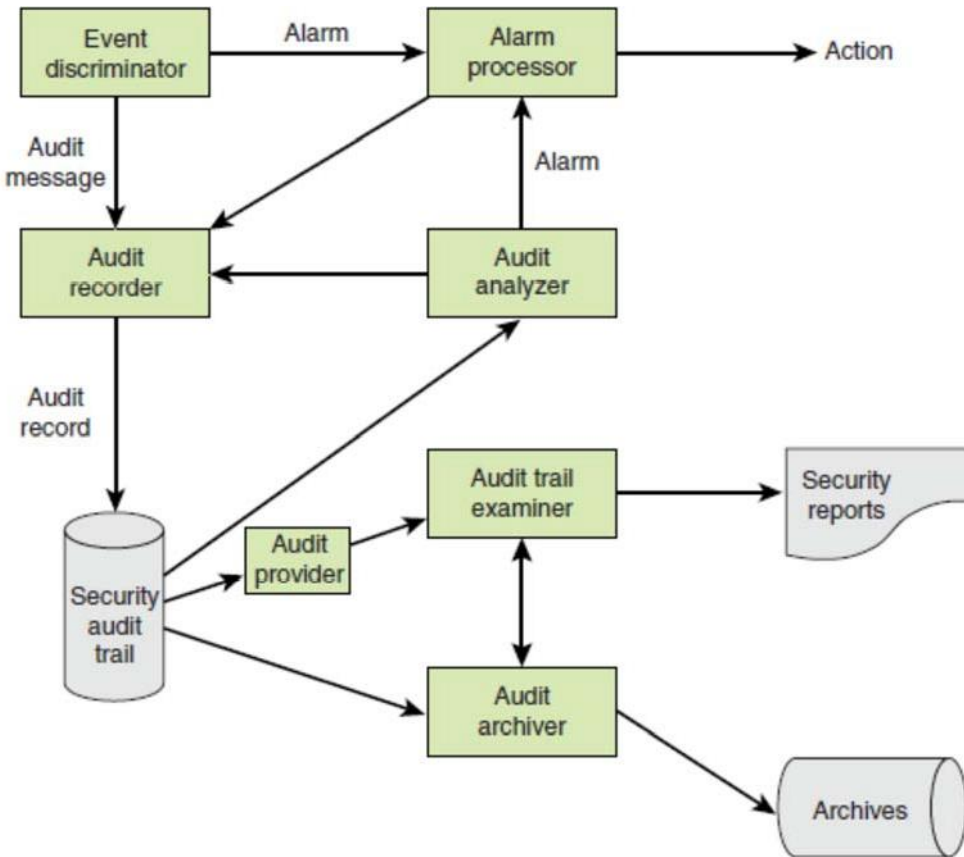 Event
discriminator
Alarm
Alarm
processor
Action
Audit
message
Alarm
Audit
recorder
Audit
analyzer
Audit
record
Audit trail
examiner
Security
reports
Audit
provider
Security
audit
trail
Audit
archiver
Archives